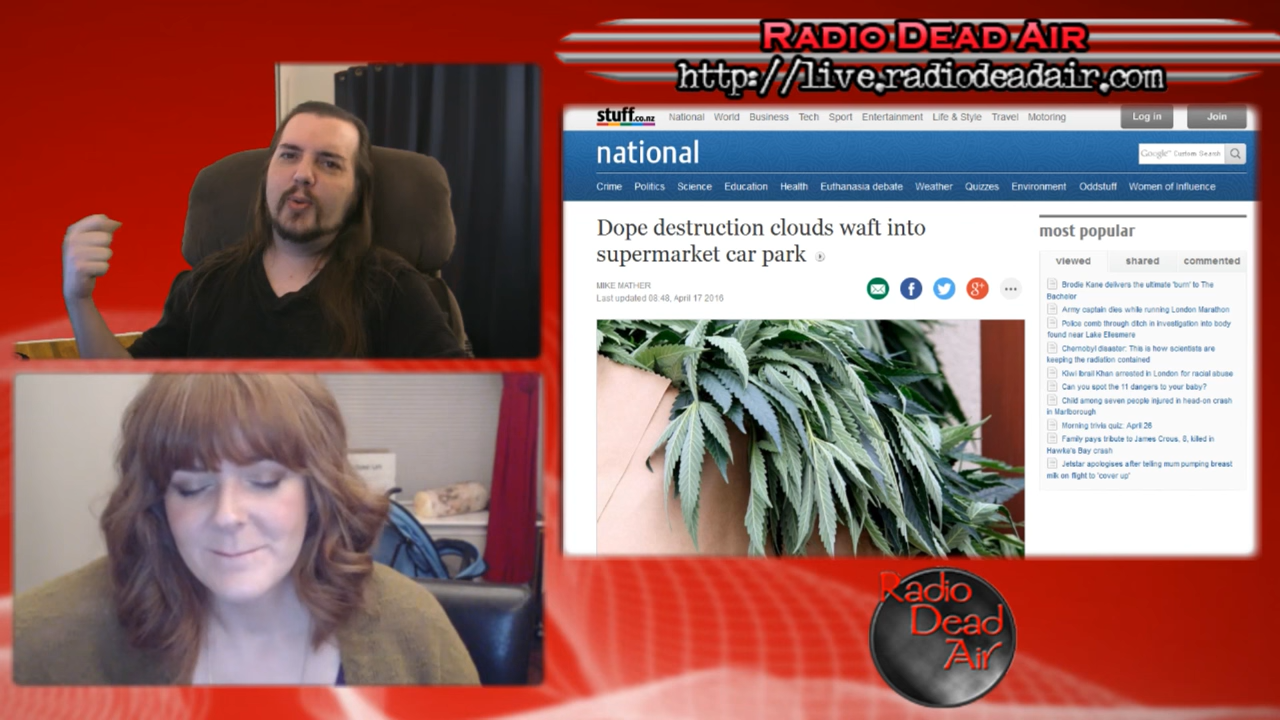 Radio Dead Air
http://live.radiodeadair.com
stuff.co.nz National World Business Tech Sport Entertainment Life & Style Travel Motoring Log in Join
national
Google™ Custom Search
Crime Politics Science Education Health Euthanasia debate Weather Quizzes Environment Oddstuff Women of Influence
Dope destruction clouds waft into
supermarket car park
MIKE MATHER
Last updated 08:48, April 17 2016
most popular
viewed shared commented
Brodie Kane delivers the ultimate 'burn' to The
Bachelor
Army captain dies while running London Marathon
Police comb through ditch in investigation into body
found near Lake Ellesmere
Chernobyl disaster: This is how scientists are
keeping the radiation contained
Kiwi Ibrail Khan arrested in London for racial abuse
Can you spot the 11 dangers to your baby?
Child among seven people injured in head-on crash
in Marlborough
Morning trivia quiz: April 26
Family pays tribute to James Crous, 8, killed in
Hawke's Bay crash
Jetstar apologises after telling mum pumping breast
milk on flight to 'cover up'
Radio
Dead
Air